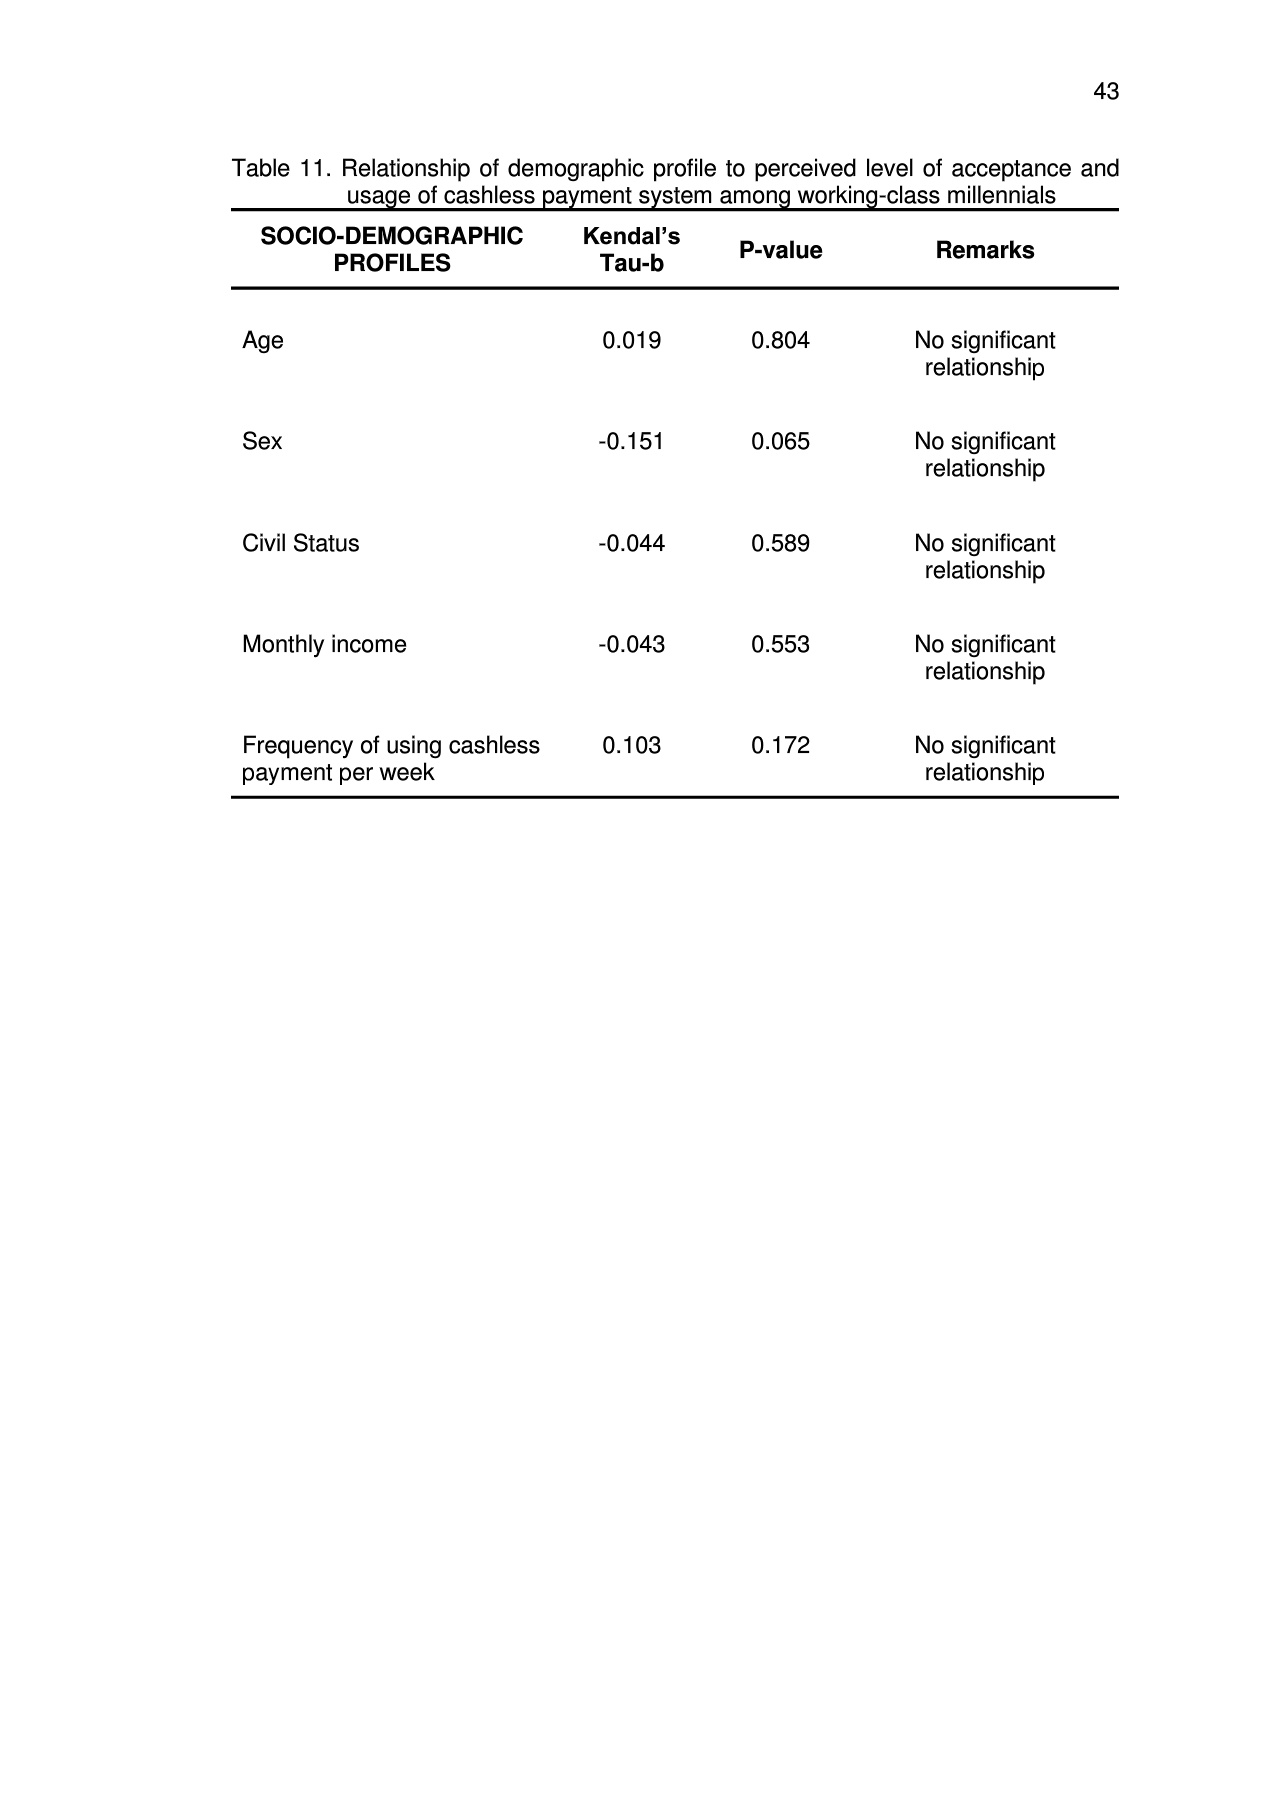 43
Table 11. Relationship of demographic profile to perceived level of acceptance and
usage of cashless payment system among working-class millennials
SOCIO-DEMOGRAPHIC
PROFILES
Kendal’s
Tau-b
P-value
Remarks
Age 0.019 0.804 No significant
relationship
Sex -0.151 0.065 No significant
relationship
Civil Status -0.044 0.589 No significant
relationship
Monthly income -0.043 0.553 No significant
relationship
Frequency of using cashless 0.103 0.172 No significant
payment per week relationship